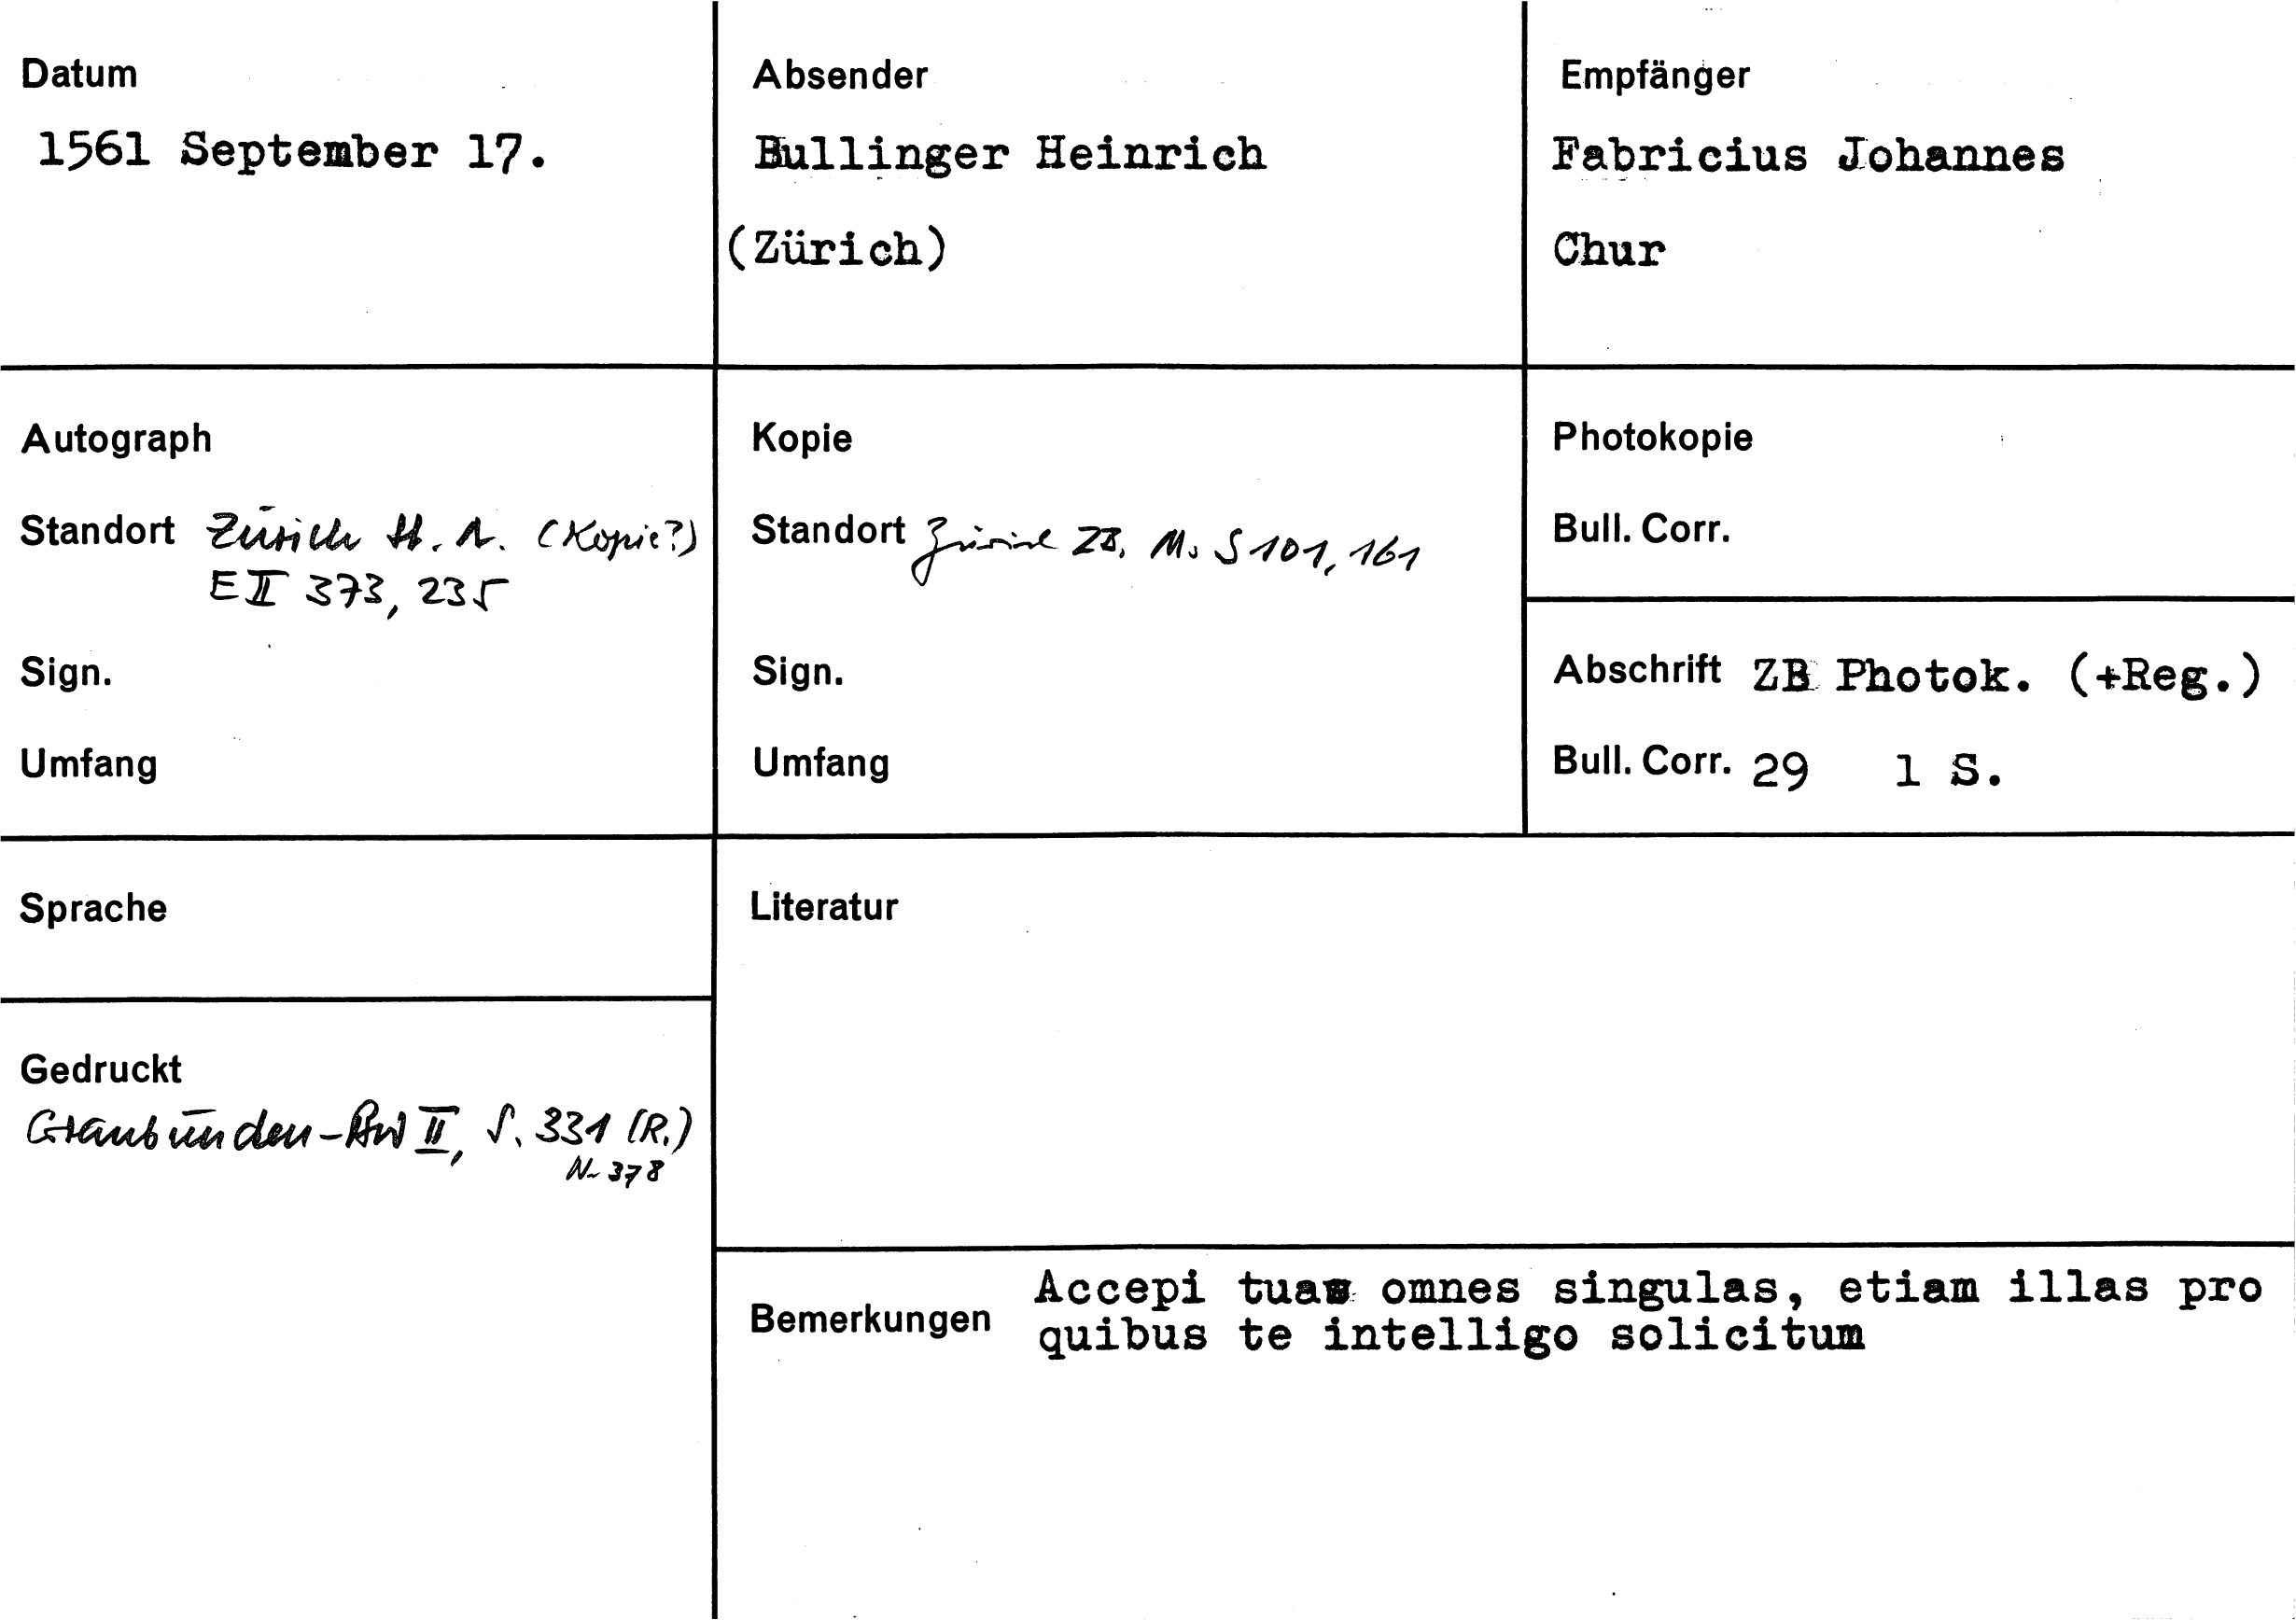 Datum
1561 September 17.
Absender
Bullinger Heinrich
(Zürich)
Empfänger
Fabricius Johannes
Chur
Autograph
Standort Zürich St. A. (Kopie?)
E II 373, 235
Sign.
Umfang
Kopie
Standort Zürich ZB, Ms S 101, 161
Sign.
Umfang
Photokopie
Bull. Corr.
Abschrift ZB Photok. (+Reg.)
Bull. Corr. 29 1 S.
Sprache
Gedruckt
Graubünden-BW II, S. 331 (R.)
Nr 378
Literatur
Bemerkungen Accepi tuas omnes singulas, etiam illas pro
quibus te intelligo solicitum